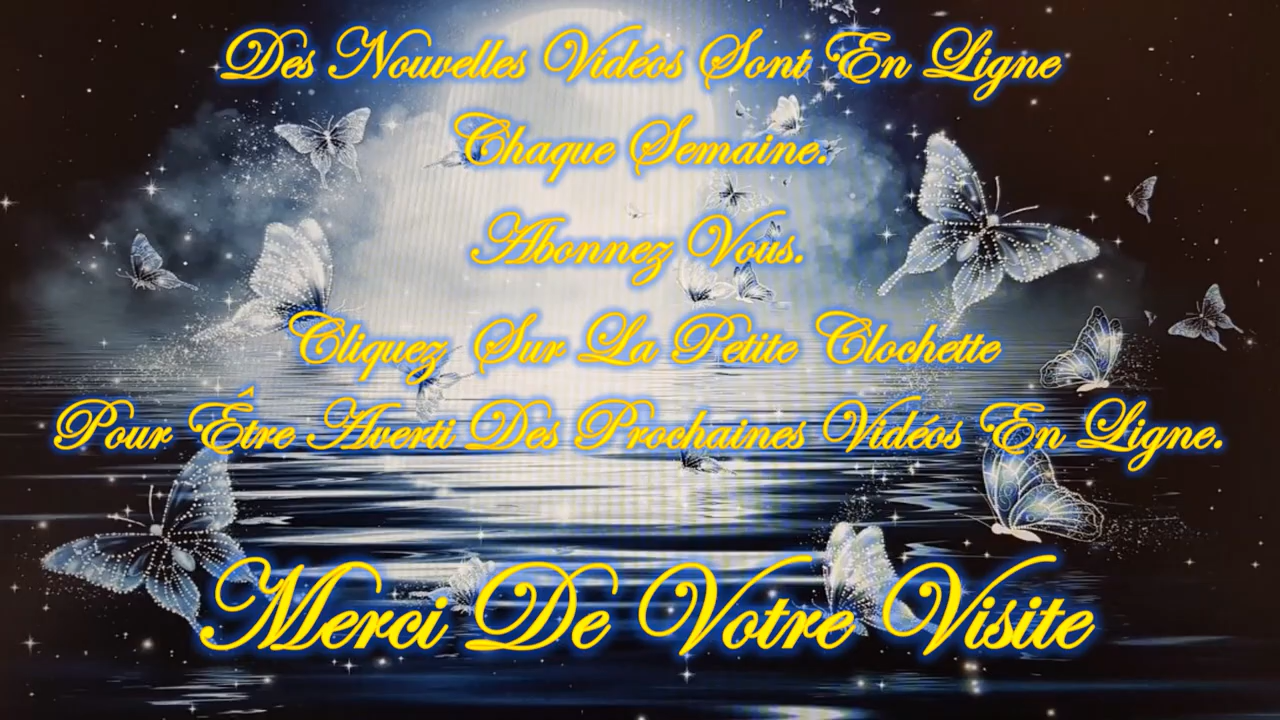 Des Nouvelles Vidéos Sont En Ligne
Chaque Semaine.
Abonnez Vous.
Cliquez Sur La Petite Clochette
Pour Être Averti Des Prochaines Vidéos En Ligne.
Merci De Votre Visite